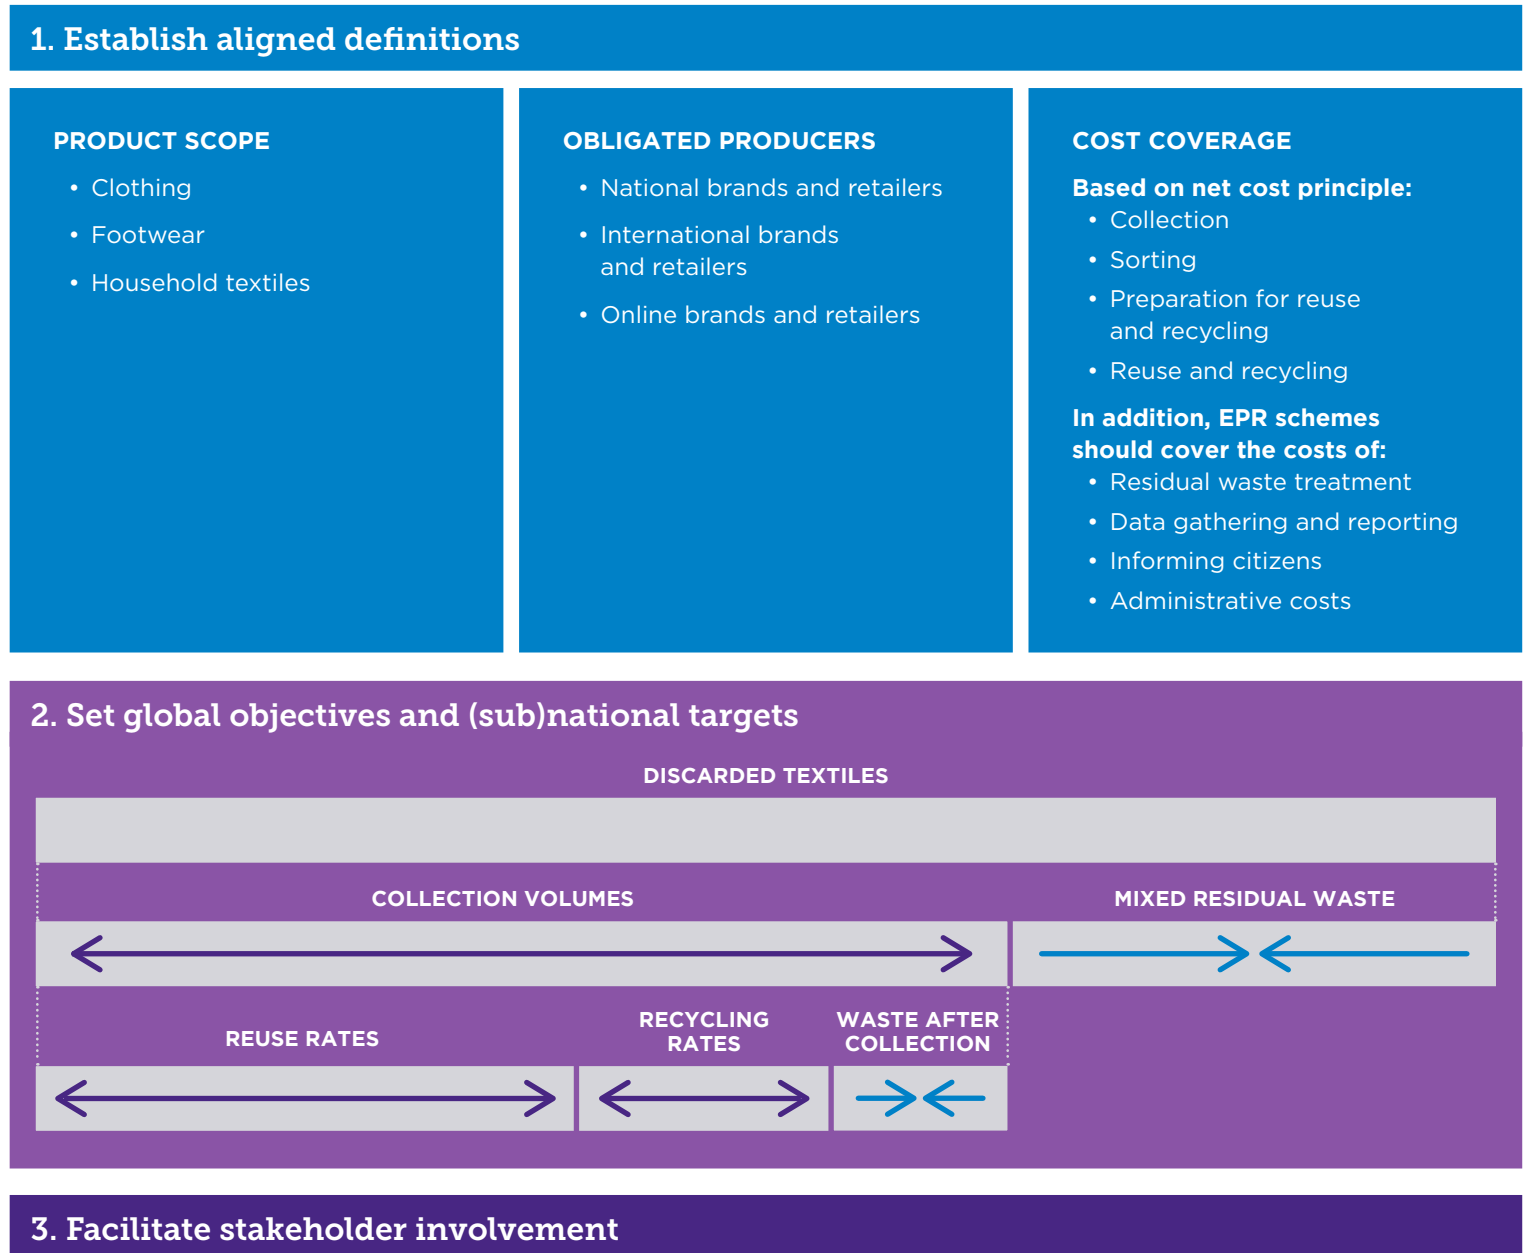 1. Establish aligned definitions
PRODUCT SCOPE
• Clothing
• Footwear
• Household textiles
OBLIGATED PRODUCERS
• National brands and retailers
• International brands
and retailers
• Online brands and retailers
COST COVERAGE
Based on net cost principle:
• Collection
• Sorting
• Preparation for reuse
and recycling
• Reuse and recycling
In addition, EPR schemes
should cover the costs of:
• Residual waste treatment
• Data gathering and reporting
• Informing citizens
• Administrative costs
2. Set global objectives and (sub)national targets
DISCARDED TEXTILES
COLLECTION VOLUMES
MIXED RESIDUAL WASTE
REUSE RATES
RECYCLING
RATES
WASTE AFTER
COLLECTION
3. Facilitate stakeholder involvement